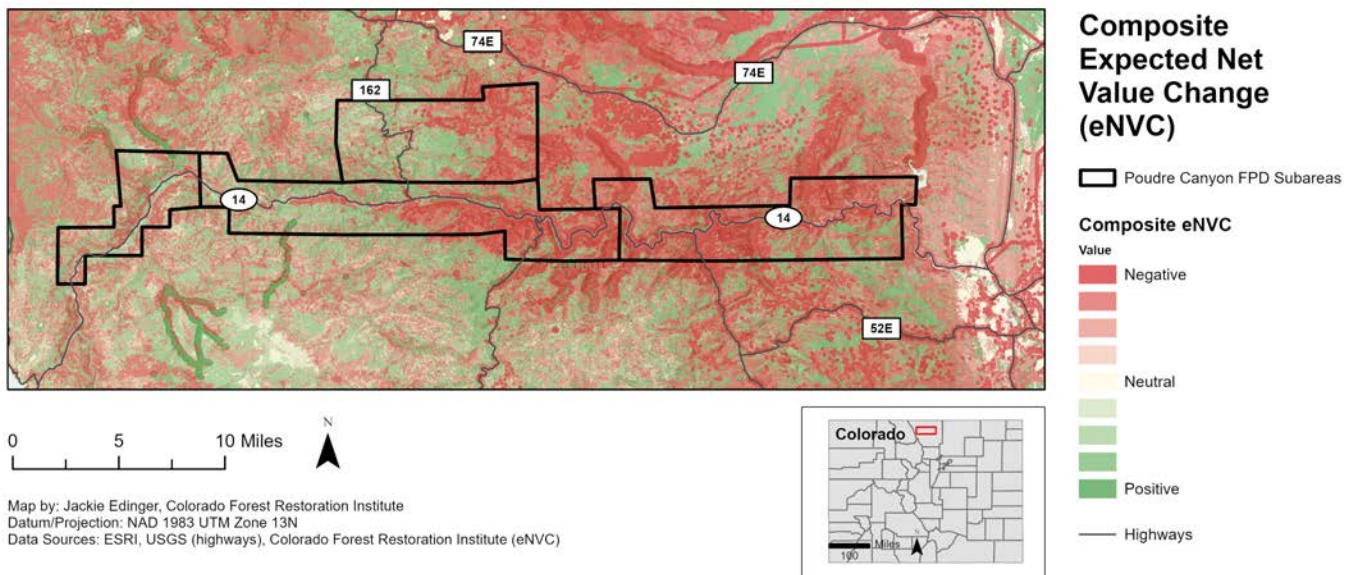 74E
74E
162
14
14
52E
Composite
Expected Net
Value Change
(eNVC)
Poudre Canyon FPD Subareas
Composite eNVC
Value
Negative
Neutral
Positive
Highways
0 5 10 Miles
N
Map by: Jackie Edinger, Colorado Forest Restoration Institute
Datum/Projection: NAD 1983 UTM Zone 13N
Data Sources: ESRI, USGS (highways), Colorado Forest Restoration Institute (eNVC)
Colorado
N
Miles
100